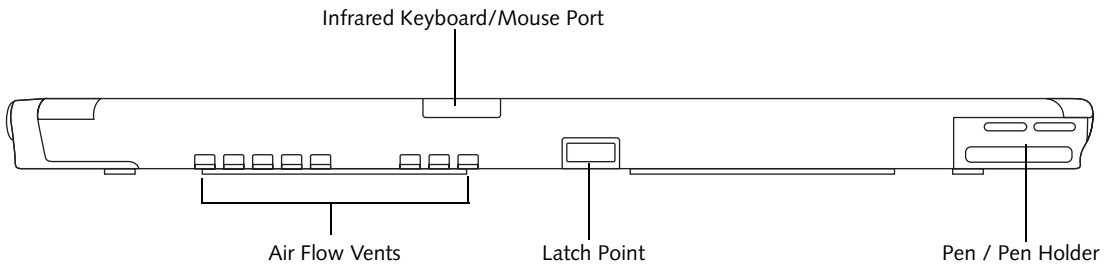 Infrared Keyboard/Mouse Port
Air Flow Vents
Latch Point
Pen / Pen Holder